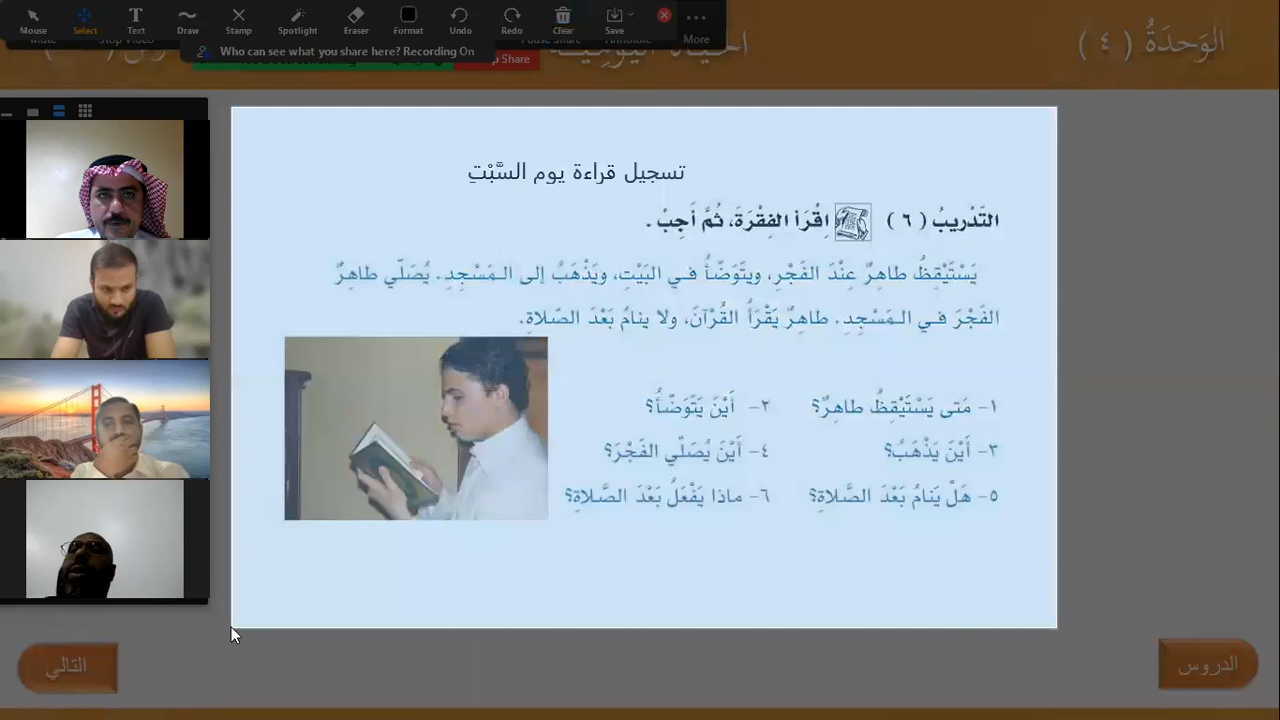 Mouse Select Text Draw Stamp Spotlight Eraser Format Undo Redo Clear Save More
Who can see what you share here? Recording On
Share
الوَحدَةُ ( ٤ )
تسجيل قراءة يوم السَّبْتِ
التَّدْريبُ ( ٦ ) اِقْرَأ الفِقْرَةَ، ثُمَّ أَجِبْ .
يَسْتَيْقِظُ طاهِرٌ عِنْدَ الفَجْرِ، ويَتَوَضَّأُ في البَيْتِ، ويَذْهَبُ إلى المَسْجِدِ. يُصَلّي طاهِرٌ
الفَجْرَ في المَسْجِدِ. طاهِرٌ يَقْرَأُ القُرْآنَ، ولا ينامُ بَعْدَ الصّلاةِ.
١- مَتى يَسْتَيْقِظُ طاهِرٌ؟ ٢- أَيْنَ يَتَوَضّأُ؟
٣- أَيْنَ يَذْهَبُ؟ ٤- أَيْنَ يُصَلّي الفَجْرَ؟
٥- هَلْ يَنامُ بَعْدَ الصَّلاةِ؟ ٦- ماذا يَفْعَلُ بَعْدَ الصَّلاةِ؟
الدروس
التالي